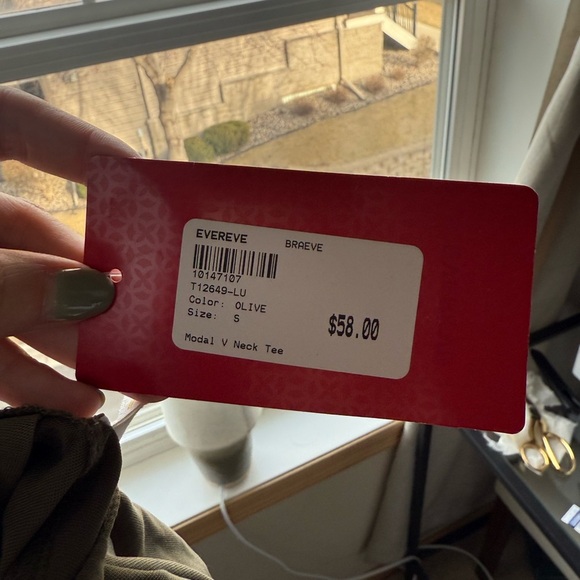 EVEREVE BRAEVE
10147107
T12649-LU
Color: OLIVE
Size: S
$58.00
Modal V Neck Tee